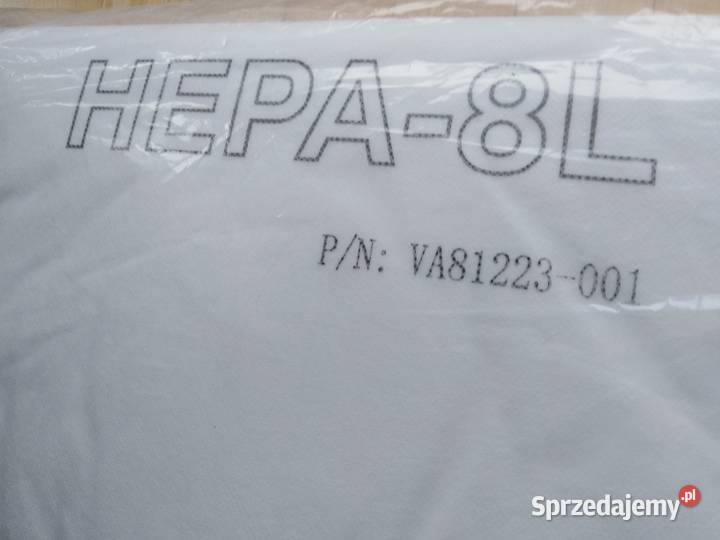 HEPA-8L
P/N: VA81223-001
Sprzedajemy.pl